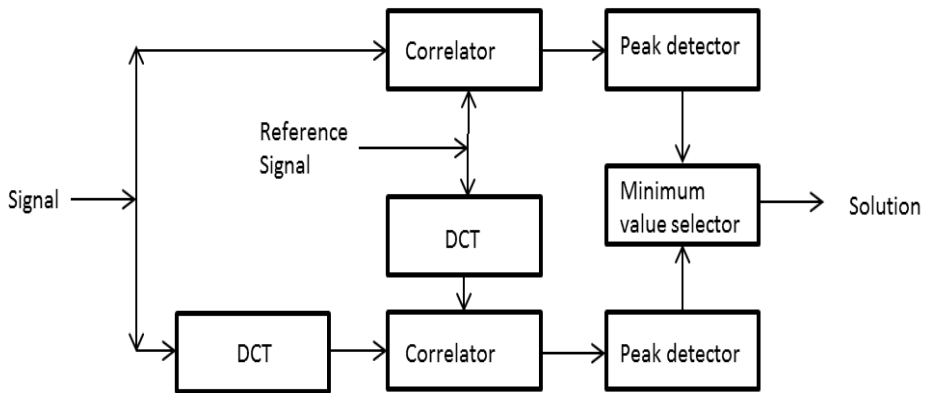 Correlator
Peak detector
Reference
Signal
Signal
Minimum
value selector
Solution
DCT
DCT
Correlator
Peak detector